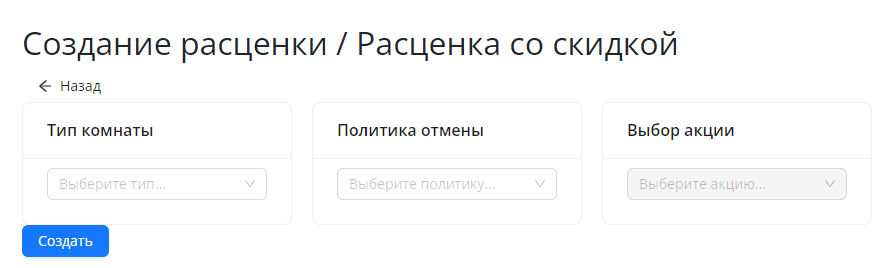 Создание расценки / Расценка со скидкой
Назад
Тип комнаты
Выберите тип...
Политика отмены
Выберите политику...
Выбор акции
Выберите акцию...
Создать